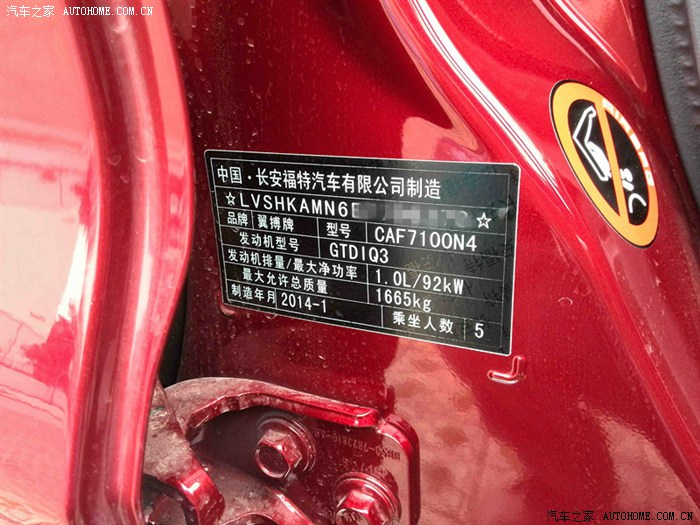 汽车之家 AUTOHOME.COM.CN
中国·长安福特汽车有限公司制造
☆LVSHKAMN6E ☆
品牌 翼搏牌 型号 CAF7100N4
发动机型号 GTDIQ3
发动机排量/最大净功率 1.0L/92kW
最大允许总质量 1665kg
制造年月 2014-1 乘坐人数 5
汽车之家 AUTOHOME.COM.CN